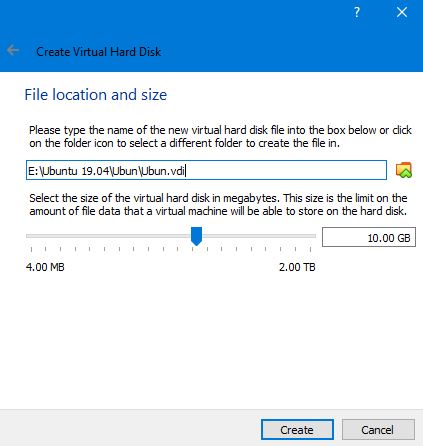 ?
Create Virtual Hard Disk
File location and size
Please type the name of the new virtual hard disk file into the box below or click
on the folder icon to select a different folder to create the file in.
E:\Ubuntu 19.04\Ubun\Ubun.vdi
Select the size of the virtual hard disk in megabytes. This size is the limit on the
amount of file data that a virtual machine will be able to store on the hard disk.
10.00 GB
4.00 MB 2.00 TB
Create Cancel